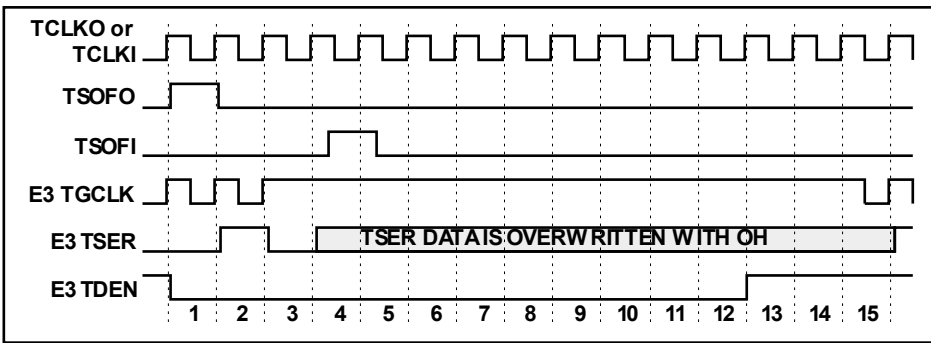 TCLKO or
TCLKI
TSOFO
TSOFI
E3 TGCLK
E3 TSER
TSER DATA IS OVERWRITTEN WITH OH
E3 TDEN
1 2 3 4 5 6 7 8 9 10 11 12 13 14 15